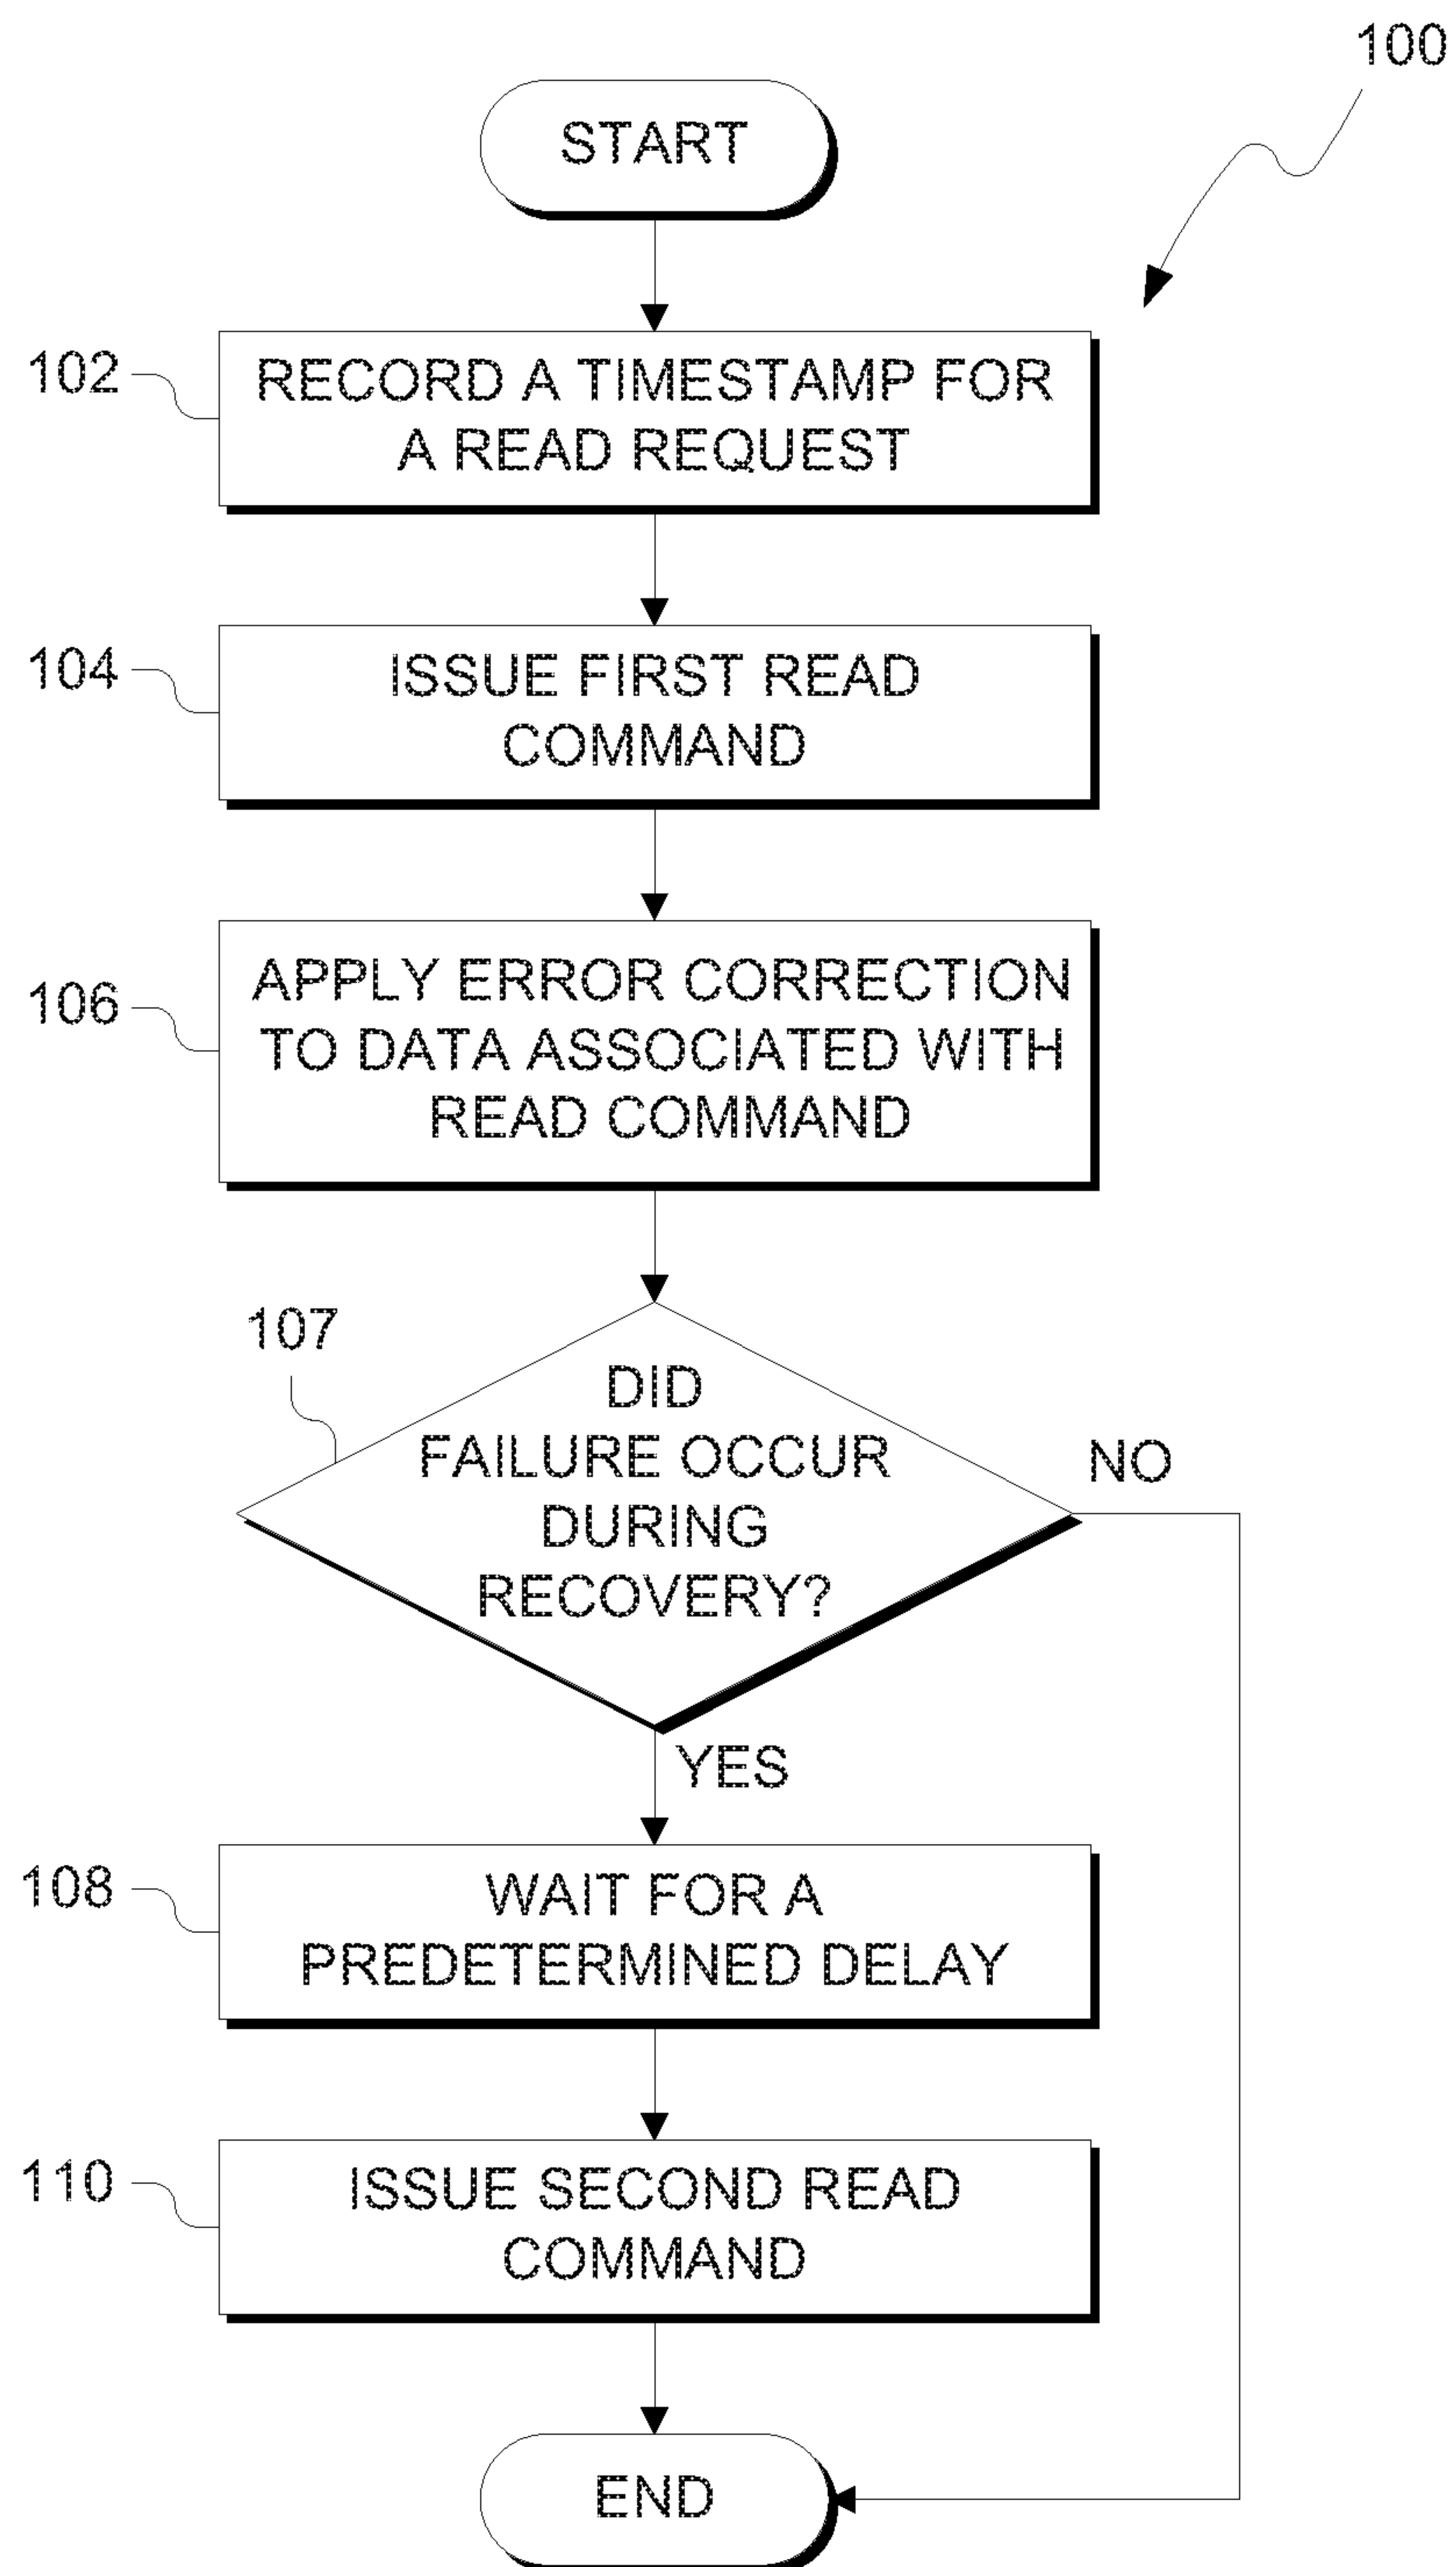 100
START
102
RECORD A TIMESTAMP FOR
A READ REQUEST
104
ISSUE FIRST READ
COMMAND
106
APPLY ERROR CORRECTION
TO DATA ASSOCIATED WITH
READ COMMAND
107
DID
FAILURE OCCUR
DURING
RECOVERY?
NO
YES
108
WAIT FOR A
PREDETERMINED DELAY
110
ISSUE SECOND READ
COMMAND
END